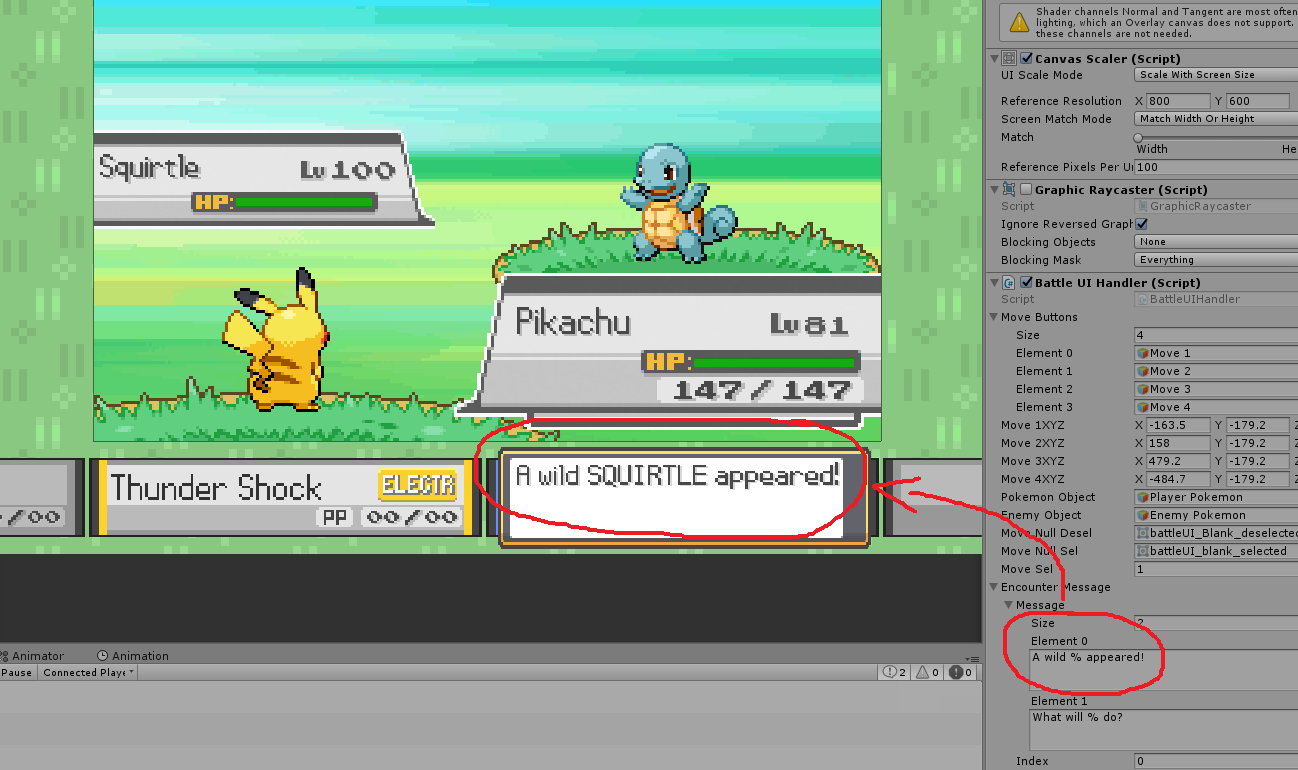 Shader channels Normal and Tangent are most often
lighting, which an Overlay canvas does not support.
these channels are not needed.
Canvas Scaler (Script)
UI Scale Mode Scale With Screen Size
Reference Resolution X 800 Y 600
Screen Match Mode Match Width Or Height
Match
Width He
Reference Pixels Per Ur 100
Graphic Raycaster (Script)
Script GraphicRaycaster
Ignore Reversed Graph
Blocking Objects None
Blocking Mask Everything
Battle UI Handler (Script)
Script BattleUIHandler
Move Buttons
Size 4
Element 0 Move 1
Element 1 Move 2
Element 2 Move 3
Element 3 Move 4
Move 1XYZ X -163.5 Y -179.2 Z
Move 2XYZ X 158 Y -179.2 Z
Move 3XYZ X 479.2 Y -179.2 Z
Move 4XYZ X -484.7 Y -179.2 Z
Pokemon Object Player Pokemon
Enemy Object Enemy Pokemon
Move Null Desel battleUI_Blank_deselected
Move Null Sel battleUI_blank_selected
Move Sel 1
Encounter Message
Message
Size 2
Element 0
A wild % appeared!
Element 1
What will % do?
Index 0
Squirtle Lv 100
HP:
Pikachu Lv 81
HP:
147/147
/00
Thunder Shock ELECTR
PP 00/00
A wild SQUIRTLE appeared!
Animator Animation
Pause Connected Playe 2 0 0